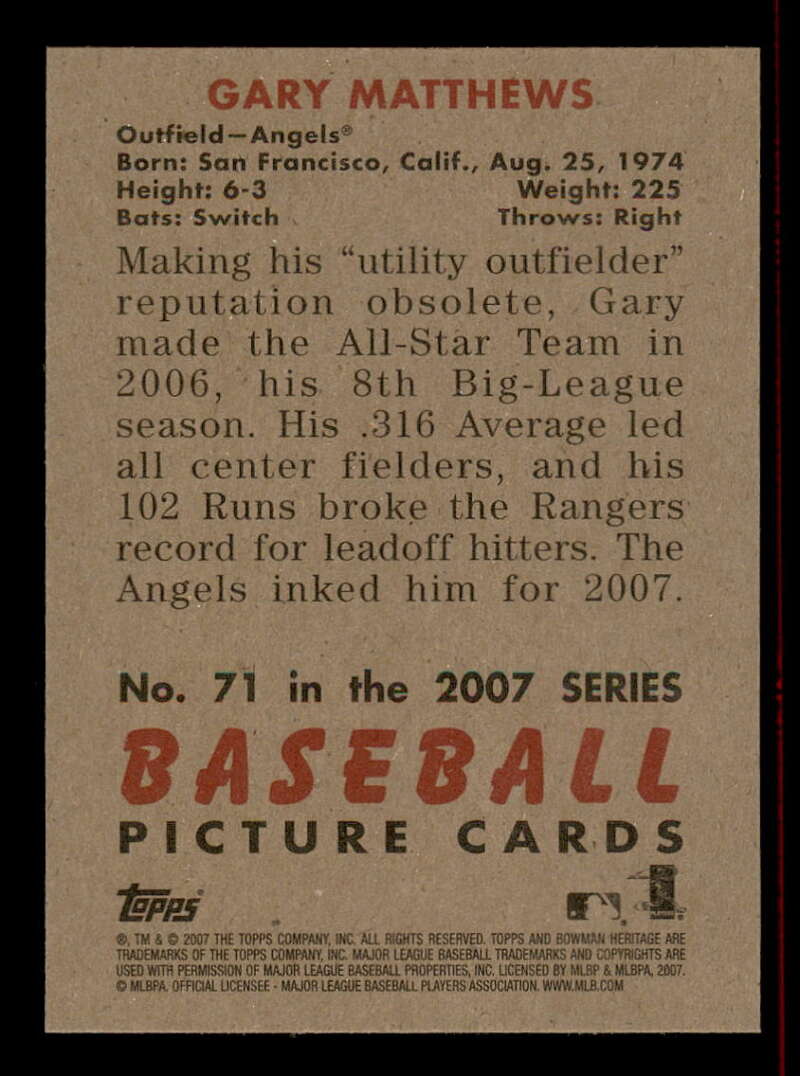 GARY MATTHEWS
Outfield—Angels®
Born: San Francisco, Calif., Aug. 25, 1974
Height: 6-3 Weight: 225
Bats: Switch Throws: Right
Making his “utility outfielder”
reputation obsolete, Gary
made the All-Star Team in
2006, his 8th Big-League
season. His .316 Average led
all center fielders, and his
102 Runs broke the Rangers
record for leadoff hitters. The
Angels inked him for 2007.
No. 71 in the 2007 SERIES
BASEBALL
PICTURE CARDS
Topps
®, TM & © 2007 THE TOPPS COMPANY, INC. ALL RIGHTS RESERVED. TOPPS AND BOWMAN HERITAGE ARE
TRADEMARKS OF THE TOPPS COMPANY, INC. MAJOR LEAGUE BASEBALL TRADEMARKS AND COPYRIGHTS ARE
USED WITH PERMISSION OF MAJOR LEAGUE BASEBALL PROPERTIES, INC. LICENSED BY MLBP & MLBPA, 2007.
© MLBPA. OFFICIAL LICENSEE - MAJOR LEAGUE BASEBALL PLAYERS ASSOCIATION. WWW.MLB.COM